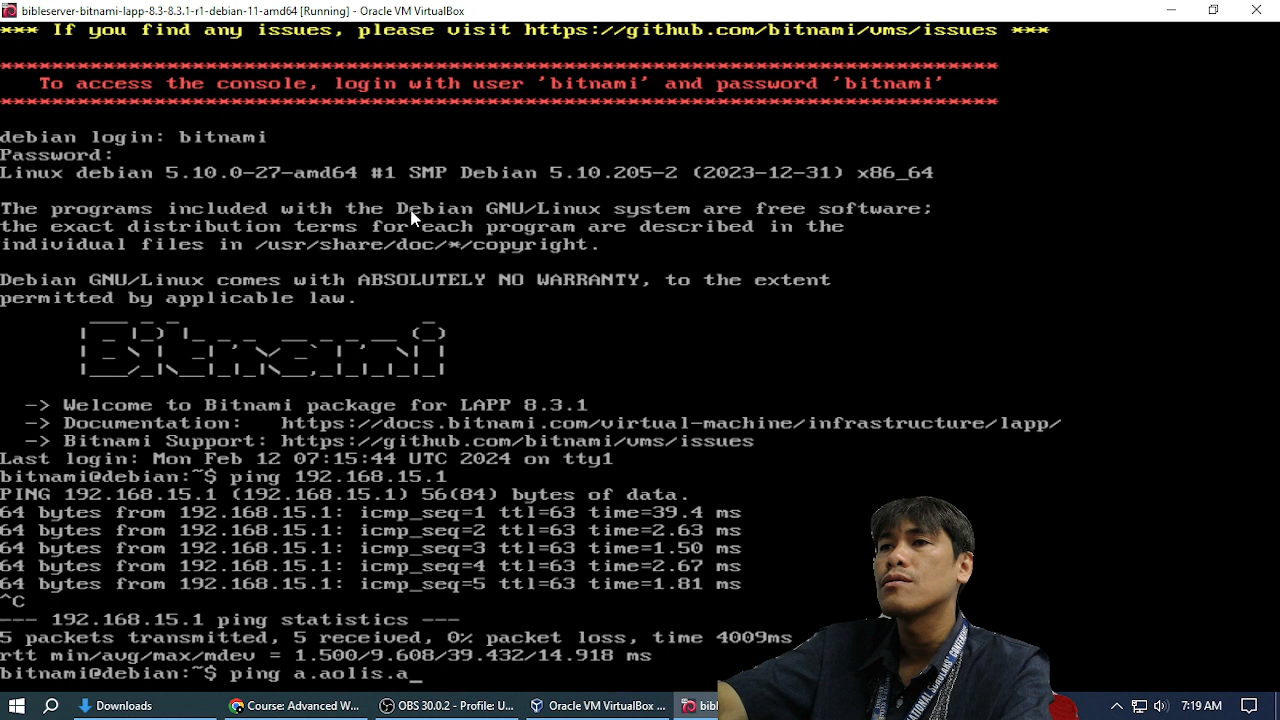 bibleserver-bitnami-lapp-8.3-8.3.1-r1-debian-11-amd64 [Running] - Oracle VM VirtualBox
*** If you find any issues, please visit https://github.com/bitnami/vms/issues ***
*******************************************************************************
To access the console, login with user 'bitnami' and password 'bitnami'
*******************************************************************************
debian login: bitnami
Password:
Linux debian 5.10.0-27-amd64 #1 SMP Debian 5.10.205-2 (2023-12-31) x86_64
The programs included with the Debian GNU/Linux system are free software;
the exact distribution terms for each program are described in the
individual files in /usr/share/doc/*/copyright.
Debian GNU/Linux comes with ABSOLUTELY NO WARRANTY, to the extent
permitted by applicable law.
Bitnami
-> Welcome to Bitnami package for LAPP 8.3.1
-> Documentation: https://docs.bitnami.com/virtual-machine/infrastructure/lapp/
-> Bitnami Support: https://github.com/bitnami/vms/issues
Last login: Mon Feb 12 07:15:44 UTC 2024 on tty1
bitnami@debian:~$ ping 192.168.15.1
PING 192.168.15.1 (192.168.15.1) 56(84) bytes of data.
64 bytes from 192.168.15.1: icmp_seq=1 ttl=63 time=39.4 ms
64 bytes from 192.168.15.1: icmp_seq=2 ttl=63 time=2.63 ms
64 bytes from 192.168.15.1: icmp_seq=3 ttl=63 time=1.50 ms
64 bytes from 192.168.15.1: icmp_seq=4 ttl=63 time=2.67 ms
64 bytes from 192.168.15.1: icmp_seq=5 ttl=63 time=1.81 ms
^C
--- 192.168.15.1 ping statistics ---
5 packets transmitted, 5 received, 0% packet loss, time 4009ms
rtt min/avg/max/mdev = 1.500/9.608/39.432/14.918 ms
bitnami@debian:~$ ping a.aolis.a_
Downloads
Course: Advanced W...
OBS 30.0.2 - Profile: U...
Oracle VM VirtualBox ...
bibl
7:19 AM